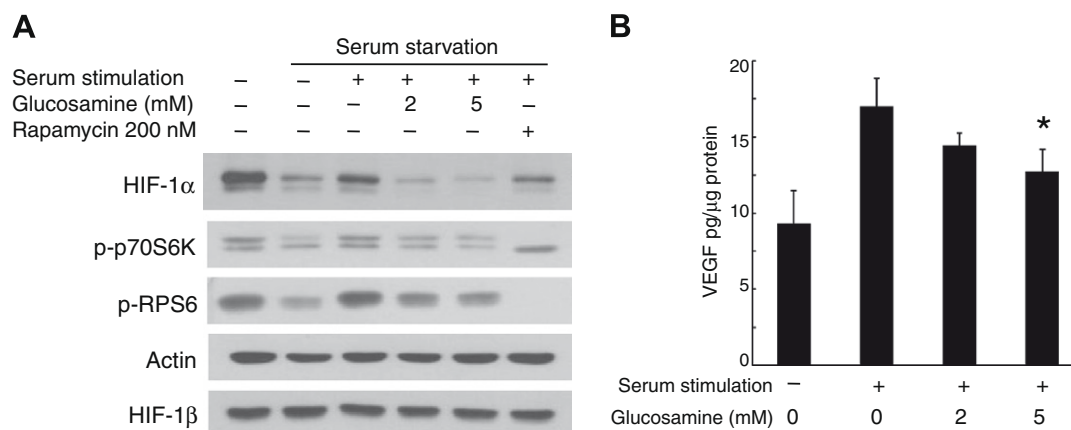 A
Serum starvation
Serum stimulation – – + + + +
Glucosamine (mM) – – – 2 5 –
Rapamycin 200 nM – – – – – +
HIF-1α
p-p70S6K
p-RPS6
Actin
HIF-1β
B
VEGF pg/μg protein
20
15
10
5
0
*
Serum stimulation – + + +
Glucosamine (mM) 0 0 2 5